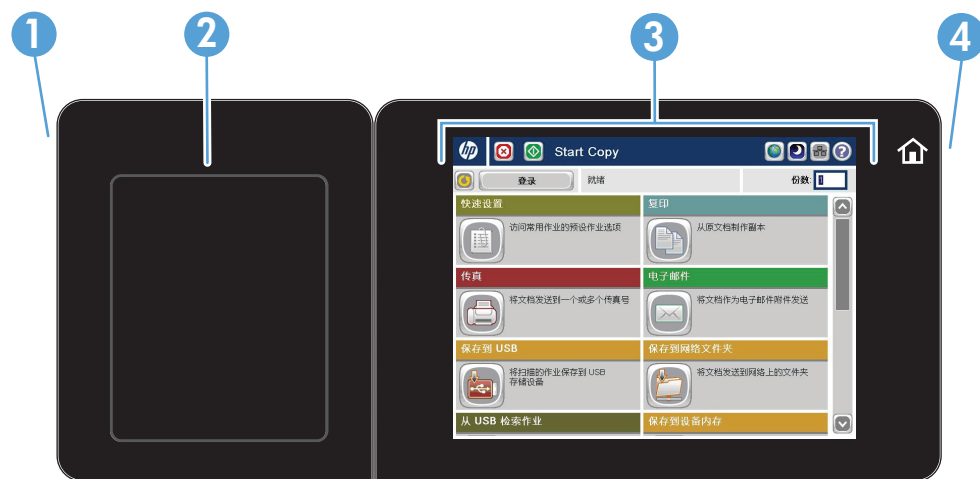 1
2
3
4
hp
Start Copy
?
登录
就绪
份数: 1
快速设置
访问常用作业的预设作业选项
复印
从原文档制作副本
传真
将文档发送到一个或多个传真号
电子邮件
将文档作为电子邮件附件发送
保存到 USB
将扫描的作业保存到 USB
存储设备
保存到网络文件夹
将文档发送到网络上的文件夹
从 USB 检索作业
保存到设备内存